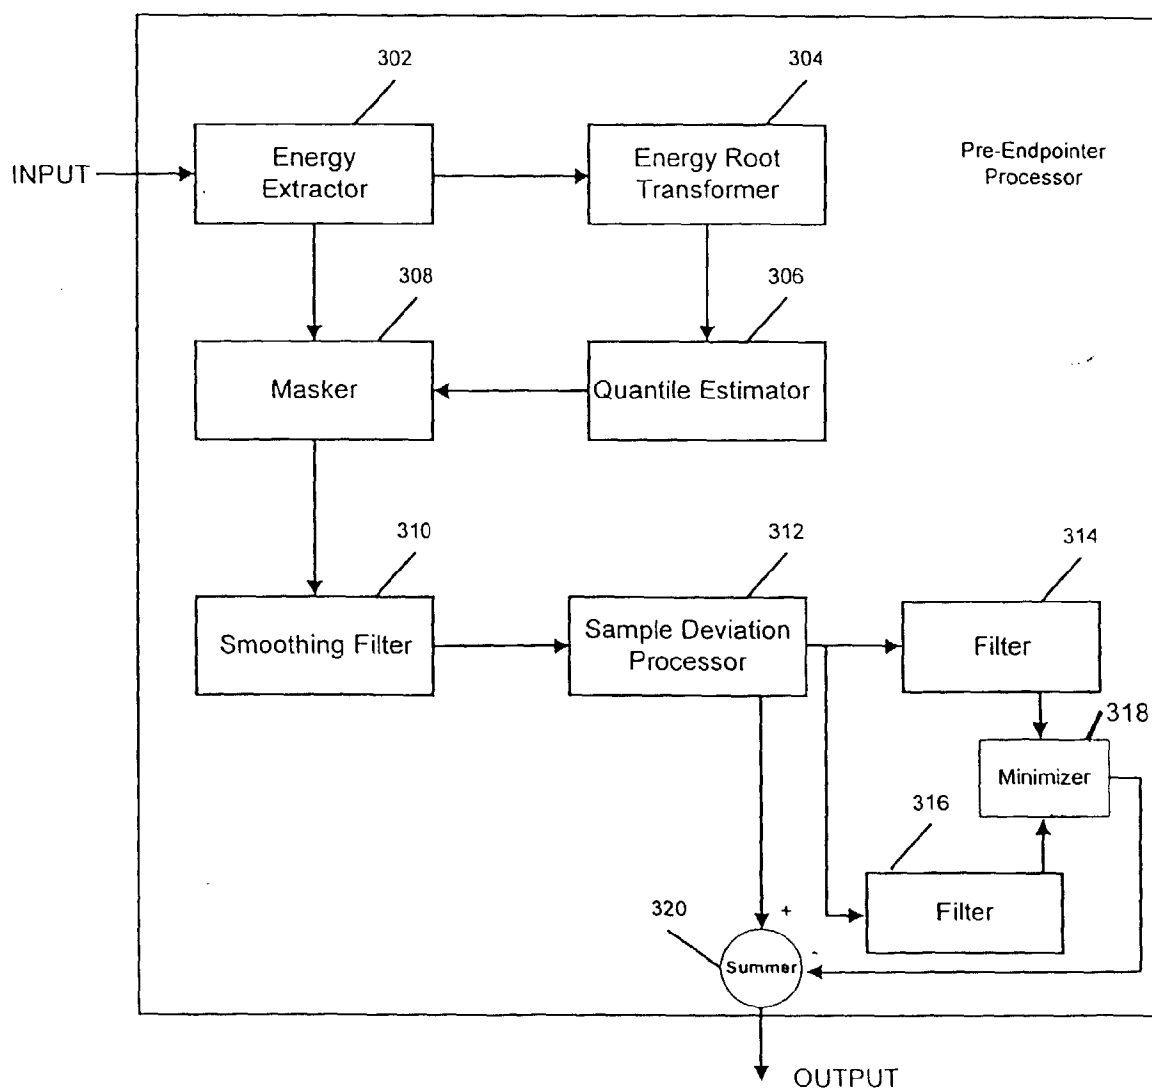 302
304
INPUT
Energy
Extractor
Energy Root
Transformer
Pre-Endpointer
Processor
308
306
Masker
Quantile Estimator
310
312
314
Smoothing Filter
Sample Deviation
Processor
Filter
318
Minimizer
316
320
+
Filter
-
Summer
OUTPUT